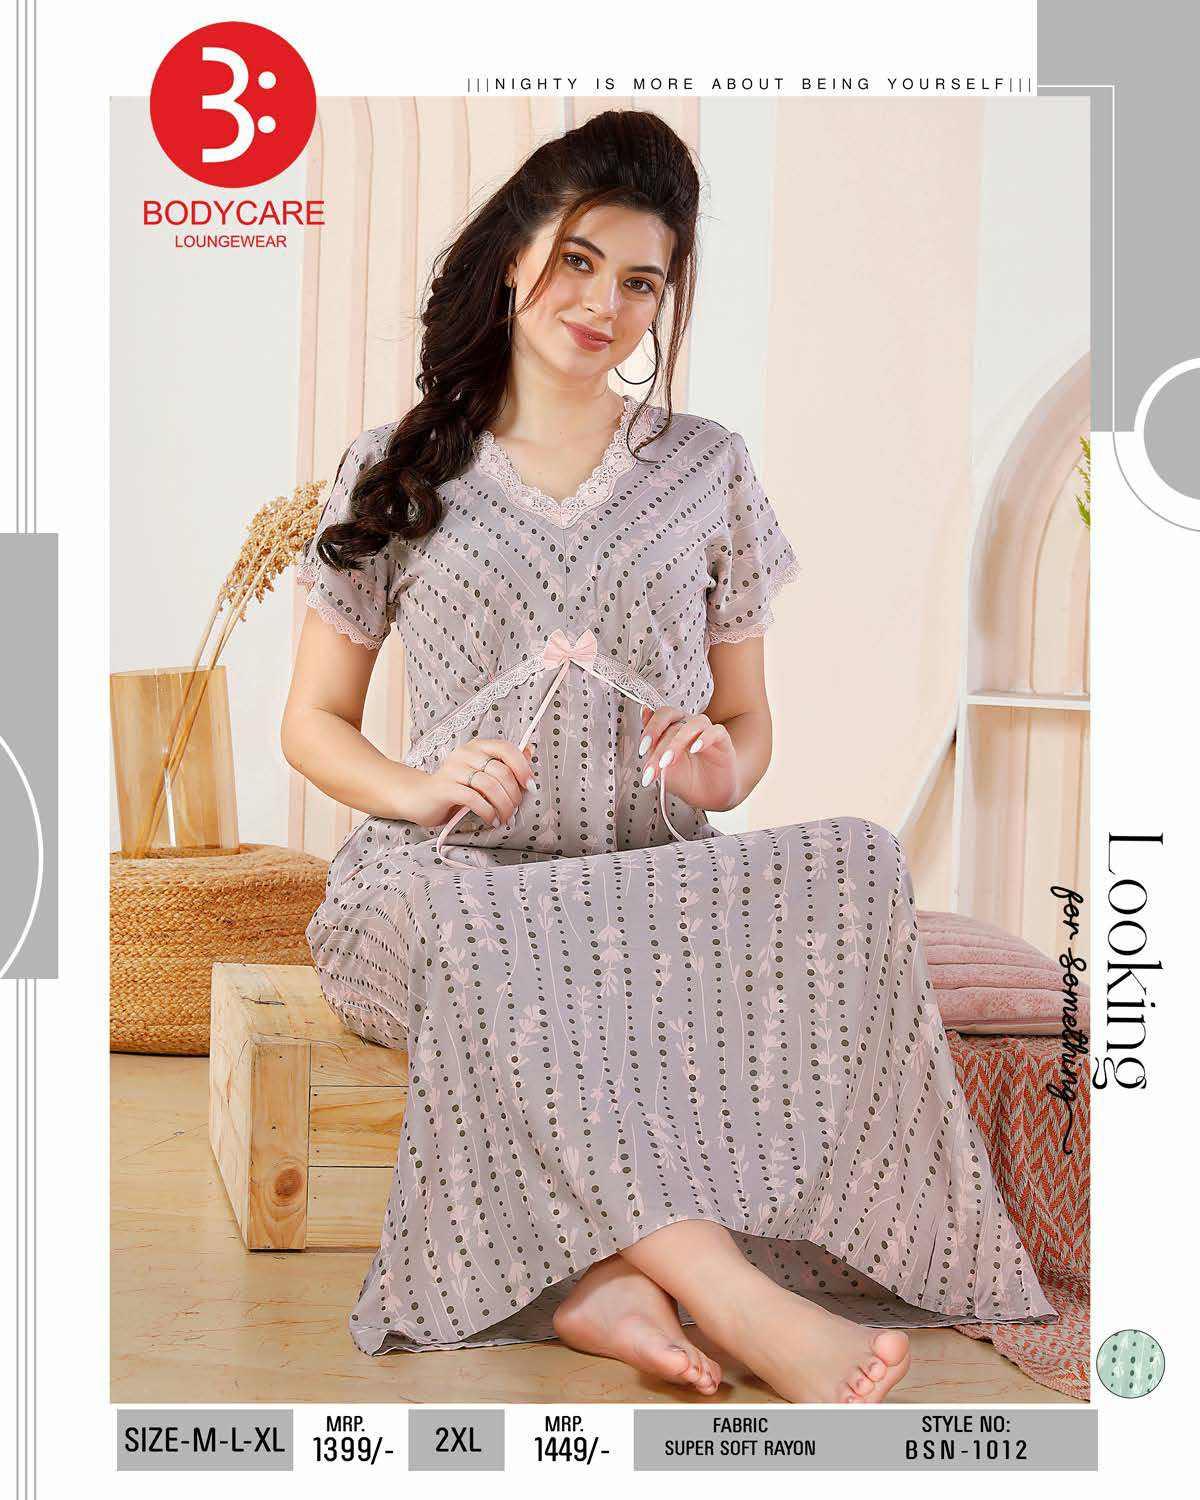 |||NIGHTY IS MORE ABOUT BEING YOURSELF|||
B:
BODYCARE
LOUNGEWEAR
Looking
for Something
SIZE-M-L-XL
MRP.
1399/-
2XL
MRP.
1449/-
FABRIC
SUPER SOFT RAYON
STYLE NO:
BSN-1012